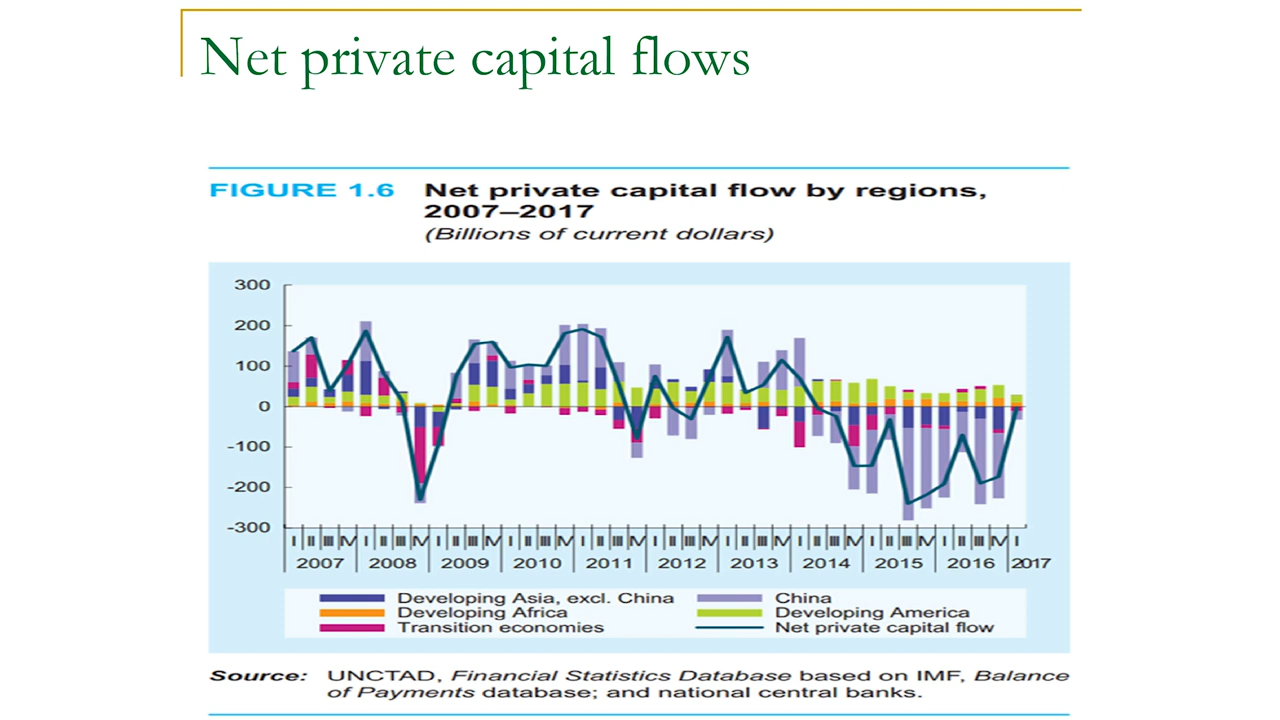 Net private capital flows
FIGURE 1.6 Net private capital flow by regions,
2007–2017
(Billions of current dollars)
300
200
100
0
-100
-200
-300
I II III IV I II III IV I II III IV I II III IV I II III IV I II III IV I II III IV I II III IV I II III IV I II III IV I
2007 2008 2009 2010 2011 2012 2013 2014 2015 2016 2017
Developing Asia, excl. China China
Developing Africa Developing America
Transition economies Net private capital flow
Source: UNCTAD, Financial Statistics Database based on IMF, Balance
of Payments database; and national central banks.